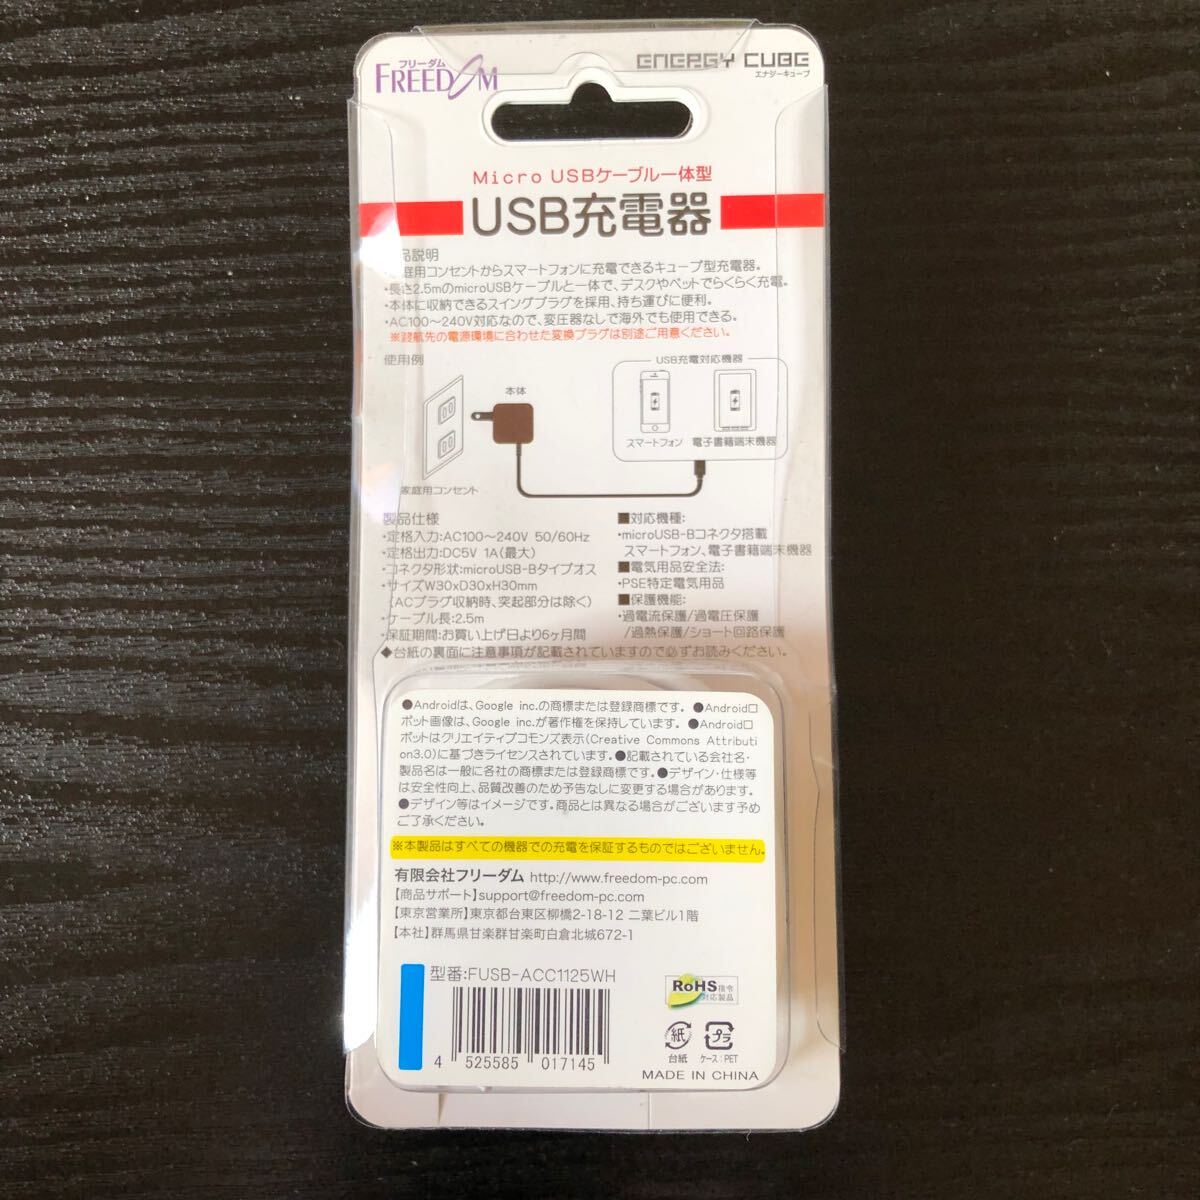 フリーダム
FREEDOM
ENERGY CUBE
エナジーキューブ
Micro USBケーブル一体型
USB充電器
品説明
庭用コンセントからスマートフォンに充電できるキューブ型充電器。
・長さ2.5mのmicroUSBケーブルと一体で、デスクやベットでらくらく充電。
・本体に収納できるスイングプラグを採用、持ち運びに便利。
・AC100〜240V対応なので、変圧器なしで海外でも使用できる。
※渡航先の電源環境に合わせた変換プラグは別途ご用意ください。
使用例
USB充電対応機器
本体
スマートフォン 電子書籍端末機器
家庭用コンセント
製品仕様
・定格入力:AC100〜240V 50/60Hz
・定格出力:DC5V 1A(最大)
・コネクタ形状:microUSB-Bタイプオス
・サイズW30xD30xH30mm
(ACプラグ収納時、突起部分は除く)
・ケーブル長:2.5m
・保証期間:お買い上げ日より6ヶ月間
■対応機種:
・microUSB-Bコネクタ搭載
スマートフォン、電子書籍端末機器
■電気用品安全法:
・PSE特定電気用品
■保護機能:
・過電流保護/過電圧保護
/過熱保護/ショート回路保護
◆台紙の裏面に注意事項が記載されていますので必ずお読みください。
●Androidは、Google inc.の商標または登録商標です。 ●Androidロ
ボット画像は、Google inc.が著作権を保持しています。 ●Androidロ
ボットはクリエイティブコモンズ表示(Creative Commons Attributi
on3.0)に基づきライセンスされています。●記載されている会社名・
製品名は一般に各社の商標または登録商標です。●デザイン・仕様等
は安全性向上、品質改善のため予告なしに変更する場合があります。
●デザイン等はイメージです。商品とは異なる場合がございます予め
ご了承ください。
※本製品はすべての機器での充電を保証するものではございません。
有限会社フリーダム http://www.freedom-pc.com
【商品サポート】support@freedom-pc.com
【東京営業所】東京都台東区柳橋2-18-12 二葉ビル1階
【本社】群馬県甘楽群甘楽町白倉北城672-1
型番:FUSB-ACC1125WH
4 525585 017145
RoHS指令
対応製品
紙
台紙
プラ
ケース:PET
MADE IN CHINA